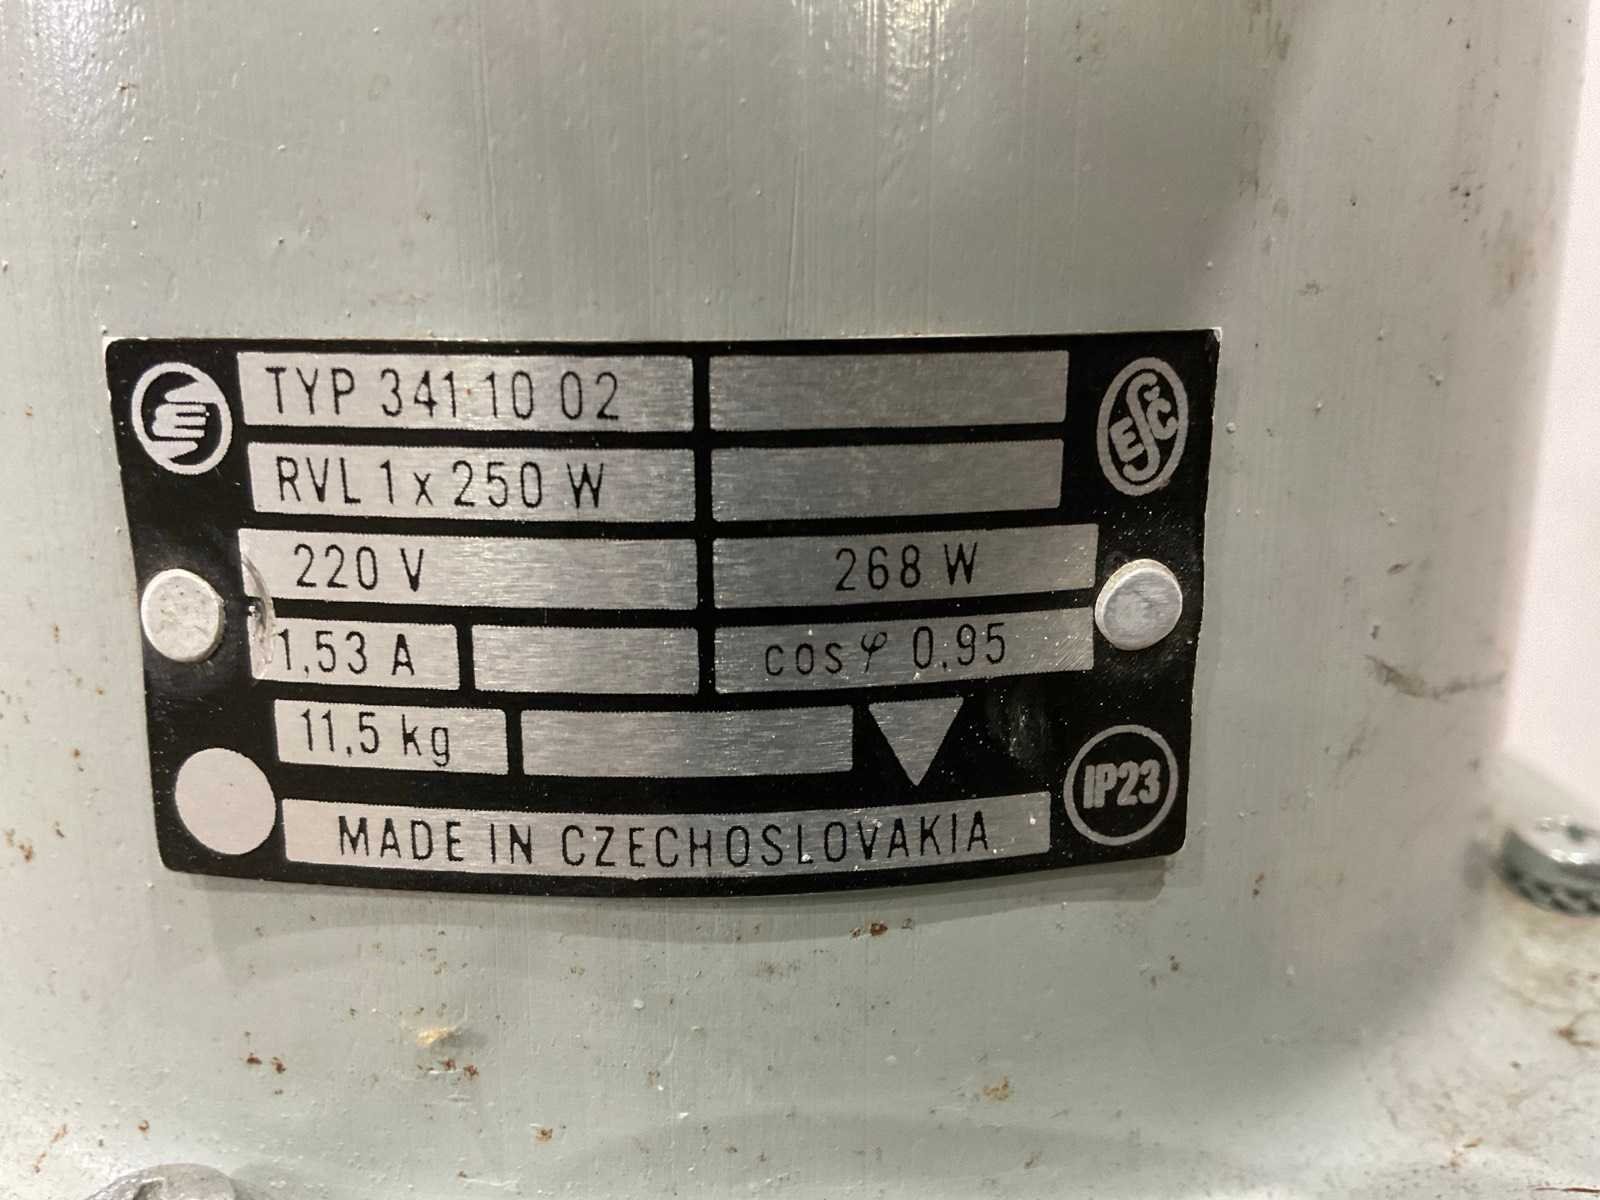 TYP 341 10 02
RVL 1 x 250 W
220 V 268 W
1,53 A cos φ 0,95
11,5 kg
MADE IN CZECHOSLOVAKIA
EŠČ
IP23